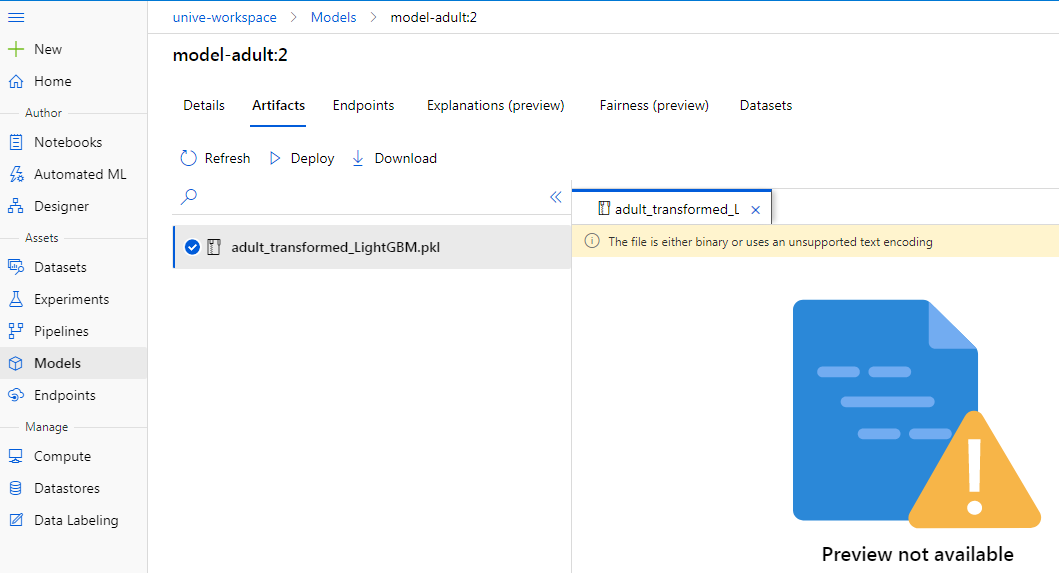 unive-workspace > Models > model-adult:2
New
Home
Author
Notebooks
Automated ML
Designer
Assets
Datasets
Experiments
Pipelines
Models
Endpoints
Manage
Compute
Datastores
Data Labeling
model-adult:2
Details Artifacts Endpoints Explanations (preview) Fairness (preview) Datasets
Refresh Deploy Download
adult_transformed_LightGBM.pkl
adult_transformed_L
The file is either binary or uses an unsupported text encoding
Preview not available